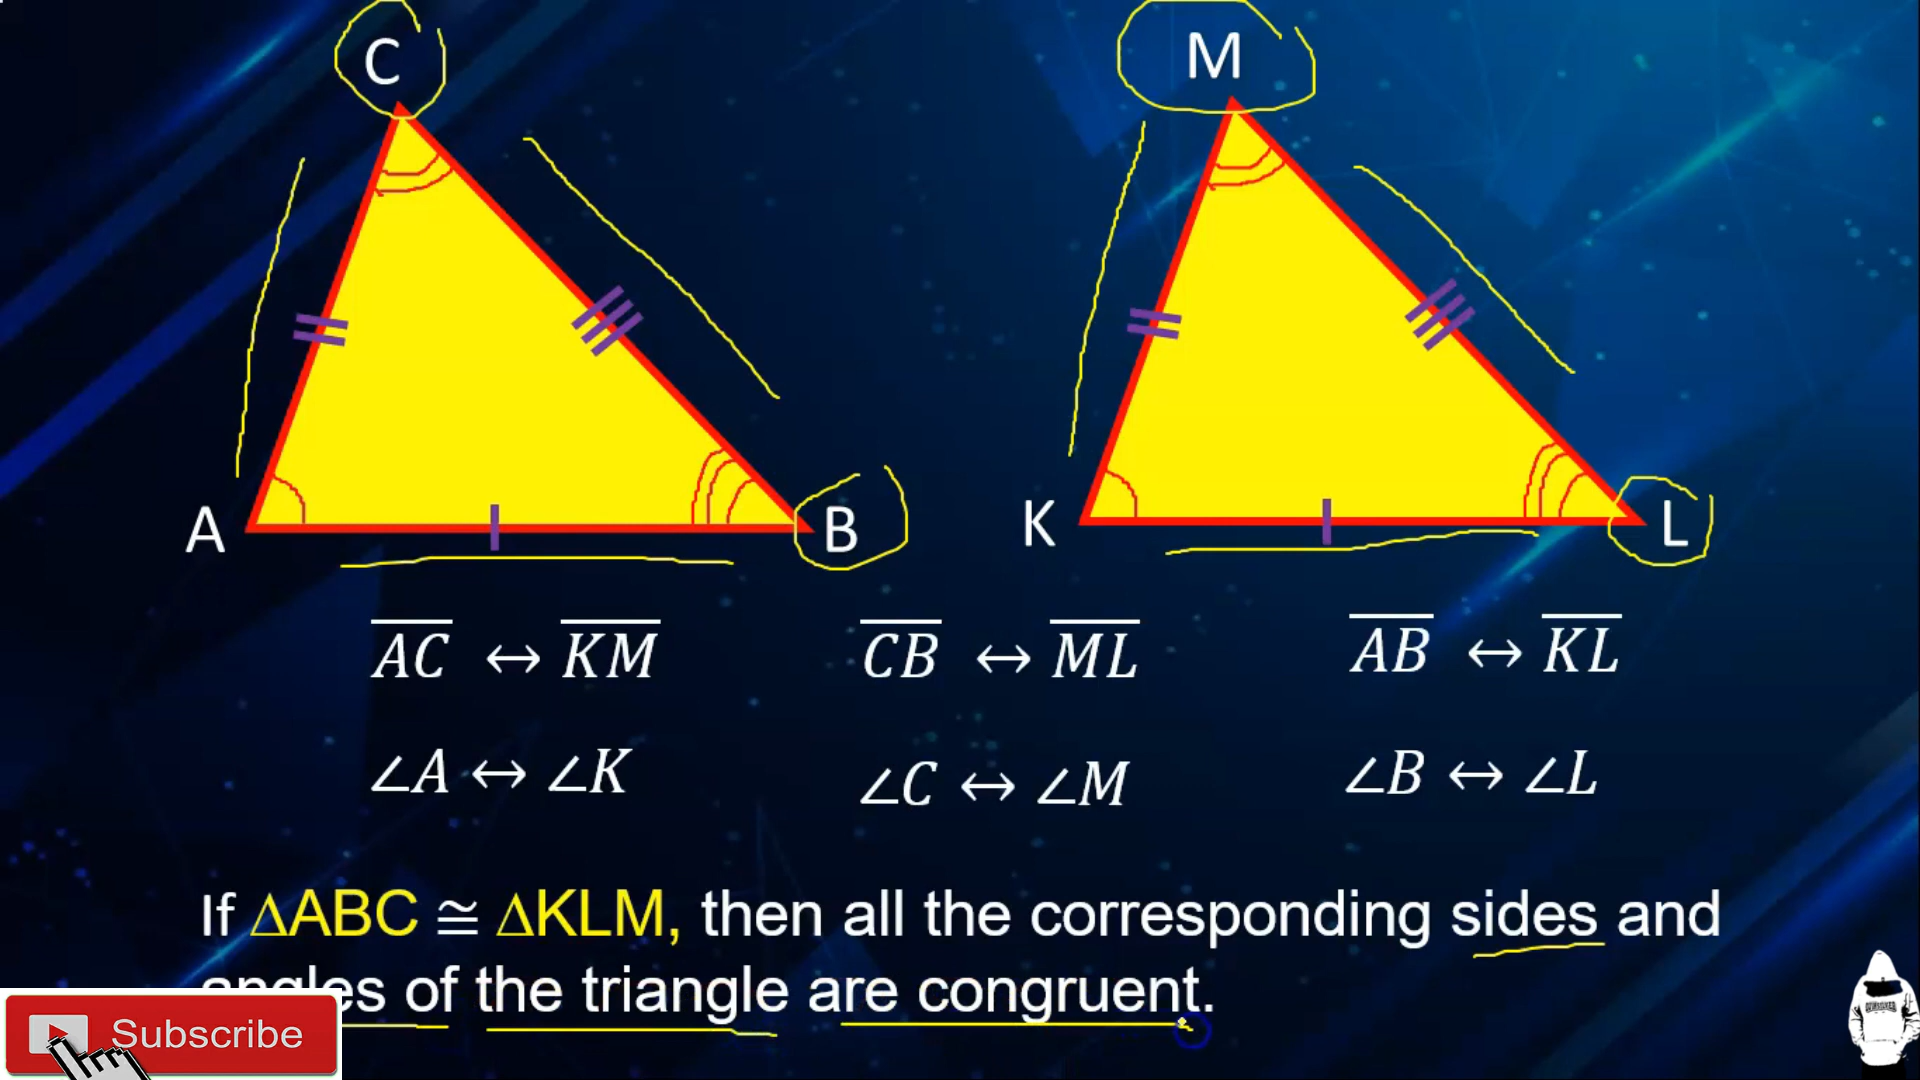 C
M
A
B
K
L
AC ↔ KM
CB ↔ ML
AB ↔ KL
∠A ↔ ∠K
∠C ↔ ∠M
∠B ↔ ∠L
If ΔABC ≅ ΔKLM, then all the corresponding sides and
angles of the triangle are congruent.
Subscribe